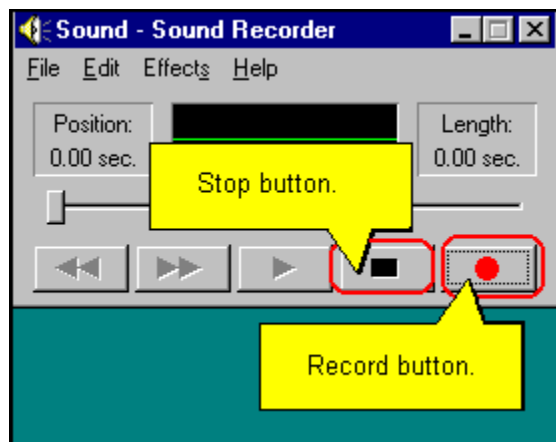 Sound - Sound Recorder
File Edit Effects Help
Position:
0.00 sec.
Length:
0.00 sec.
Stop button.
Record button.